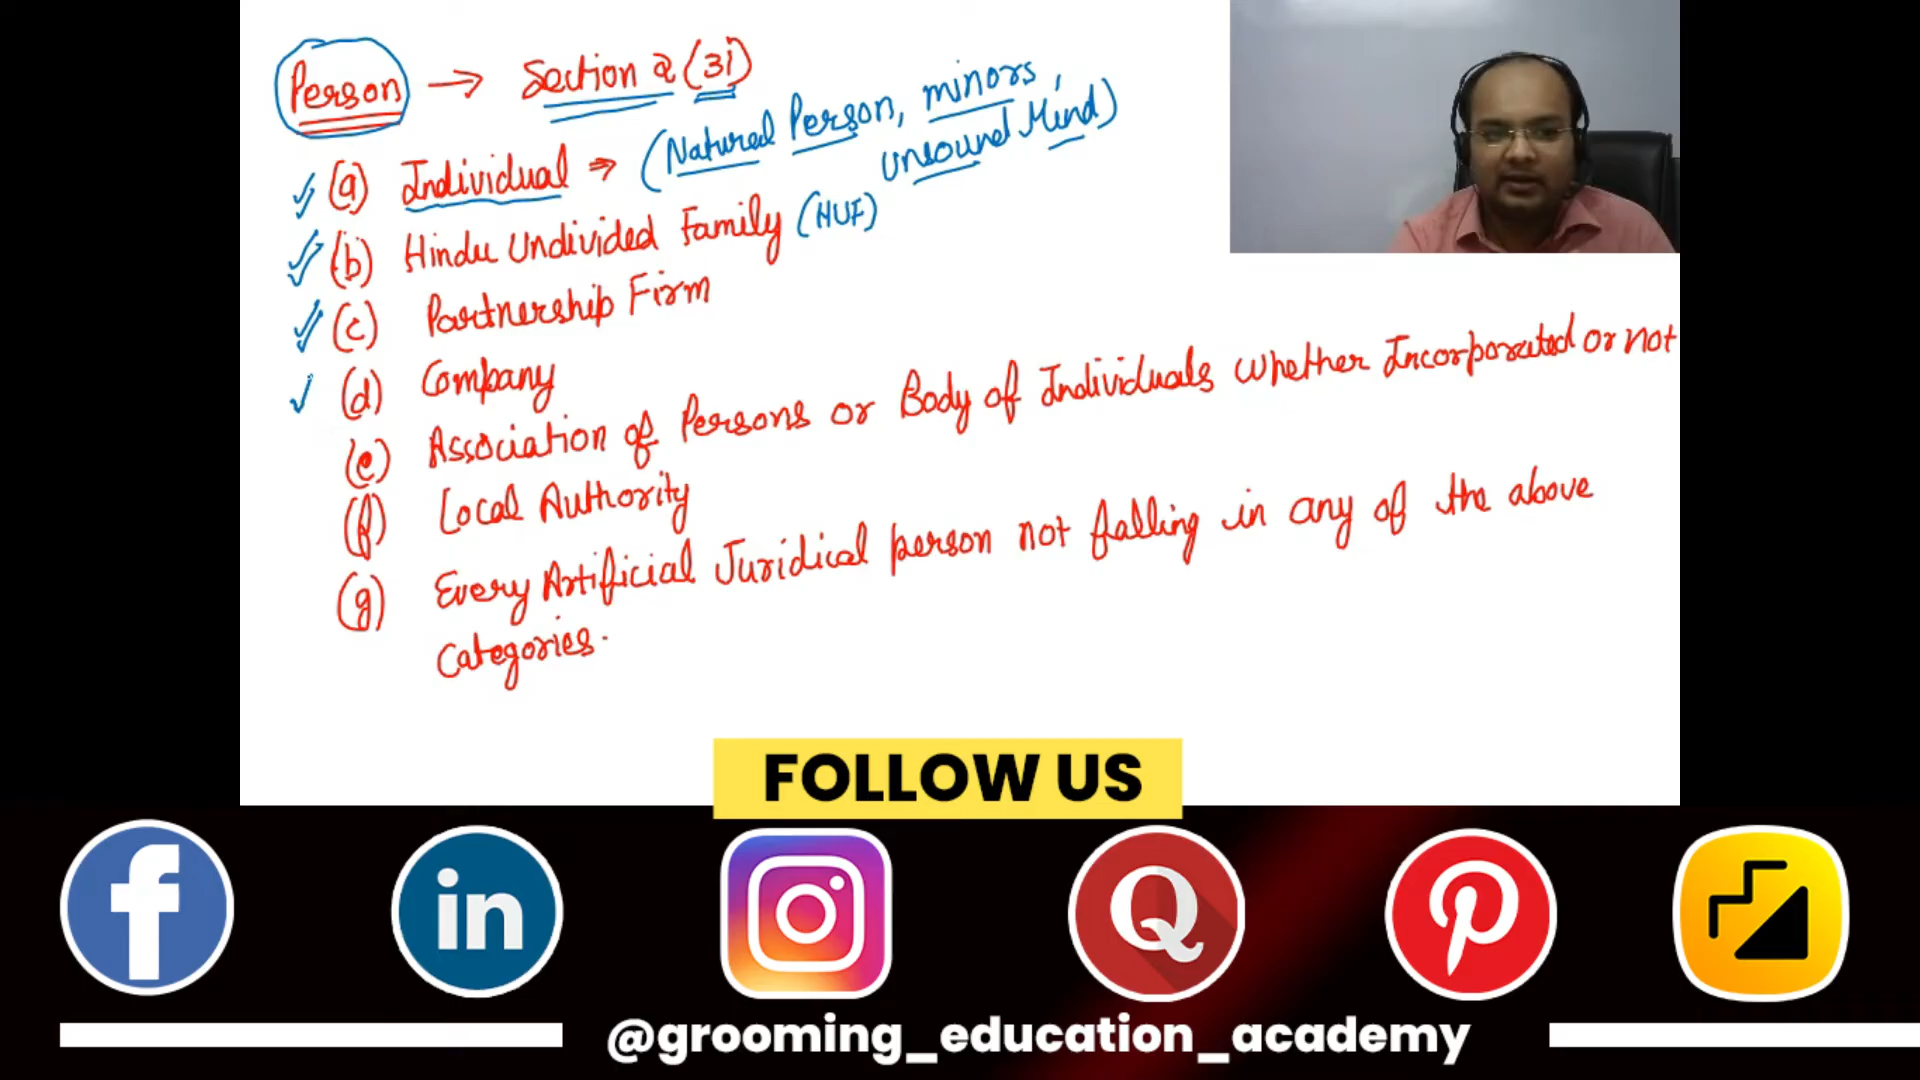 Person → Section 2(31)
(a) Individual → (Natural Person, minors, Unsound Mind)
(b) Hindu Undivided Family (HUF)
(c) Partnership Firm
(d) Company
(e) Association of Persons or Body of Individuals whether Incorporated or not
(f) Local Authority
(g) Every Artificial Juridical person not falling in any of the above
Categories.
FOLLOW US
f in Q P
@grooming_education_academy